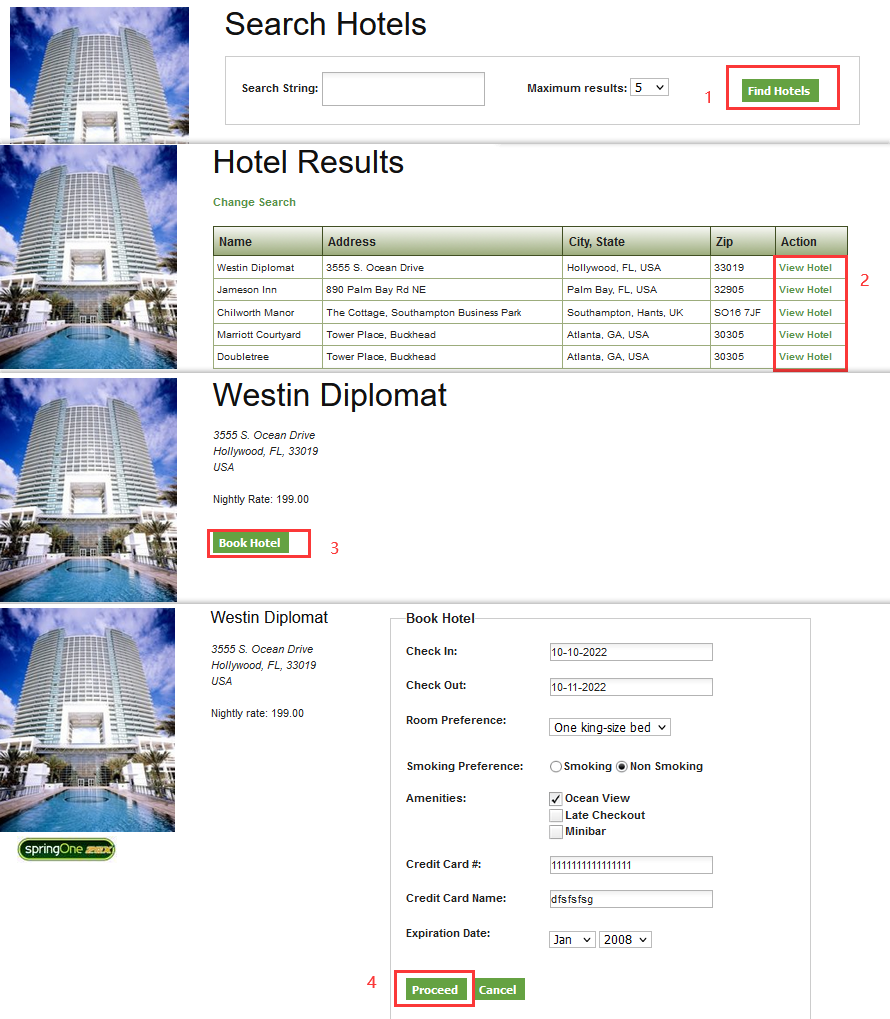 Search Hotels
Search String: Maximum results: 5
1
Find Hotels
Hotel Results
Change Search
Name Address City, State Zip Action
Westin Diplomat 3555 S. Ocean Drive Hollywood, FL, USA 33019 View Hotel
Jameson Inn 890 Palm Bay Rd NE Palm Bay, FL, USA 32905 View Hotel
Chilworth Manor The Cottage, Southampton Business Park Southampton, Hants, UK SO16 7JF View Hotel
Marriott Courtyard Tower Place, Buckhead Atlanta, GA, USA 30305 View Hotel
Doubletree Tower Place, Buckhead Atlanta, GA, USA 30305 View Hotel
2
Westin Diplomat
3555 S. Ocean Drive
Hollywood, FL, 33019
USA
Nightly Rate: 199.00
Book Hotel
3
Westin Diplomat
3555 S. Ocean Drive
Hollywood, FL, 33019
USA
Nightly rate: 199.00
springOne 2GX
Book Hotel
Check In: 10-10-2022
Check Out: 10-11-2022
Room Preference: One king-size bed
Smoking Preference: Smoking Non Smoking
Amenities: Ocean View
Late Checkout
Minibar
Credit Card #: 1111111111111111
Credit Card Name: dfsfsfsg
Expiration Date: Jan 2008
4
Proceed Cancel